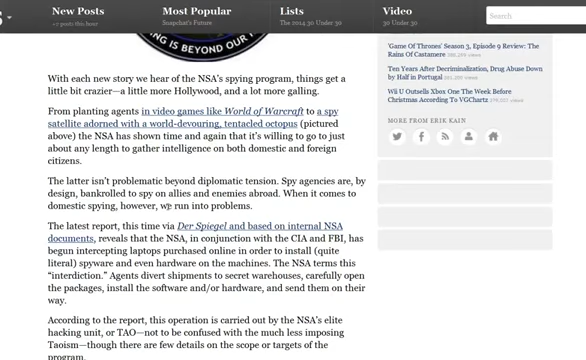 New Posts
+7 posts this hour
Most Popular
Snapchat's Future
Lists
The 2014 30 Under 30
Video
30 Under 30
Search
ING IS BEYOND OUR
With each new story we hear of the NSA's spying program, things get a
little bit crazier—a little more Hollywood, and a lot more galling.
From planting agents in video games like World of Warcraft to a spy
satellite adorned with a world-devouring, tentacled octopus (pictured
above) the NSA has shown time and again that it's willing to go to just
about any length to gather intelligence on both domestic and foreign
citizens.
The latter isn't problematic beyond diplomatic tension. Spy agencies are, by
design, bankrolled to spy on allies and enemies abroad. When it comes to
domestic spying, however, we run into problems.
The latest report, this time via Der Spiegel and based on internal NSA
documents, reveals that the NSA, in conjunction with the CIA and FBI, has
begun intercepting laptops purchased online in order to install (quite
literal) spyware and even hardware on the machines. The NSA terms this
"interdiction." Agents divert shipments to secret warehouses, carefully open
the packages, install the software and/or hardware, and send them on their
way.
According to the report, this operation is carried out by the NSA's elite
hacking unit, or TAO—not to be confused with the much less imposing
Taoism—though there are few details on the scope or targets of the
program.
'Game Of Thrones' Season 3, Episode 9 Review: The
Rains Of Castamere
Ten Years After Decriminalization, Drug Abuse Down
by Half in Portugal
Wii U Outsells Xbox One The Week Before
Christmas According To VGChartz
MORE FROM ERIK KAIN